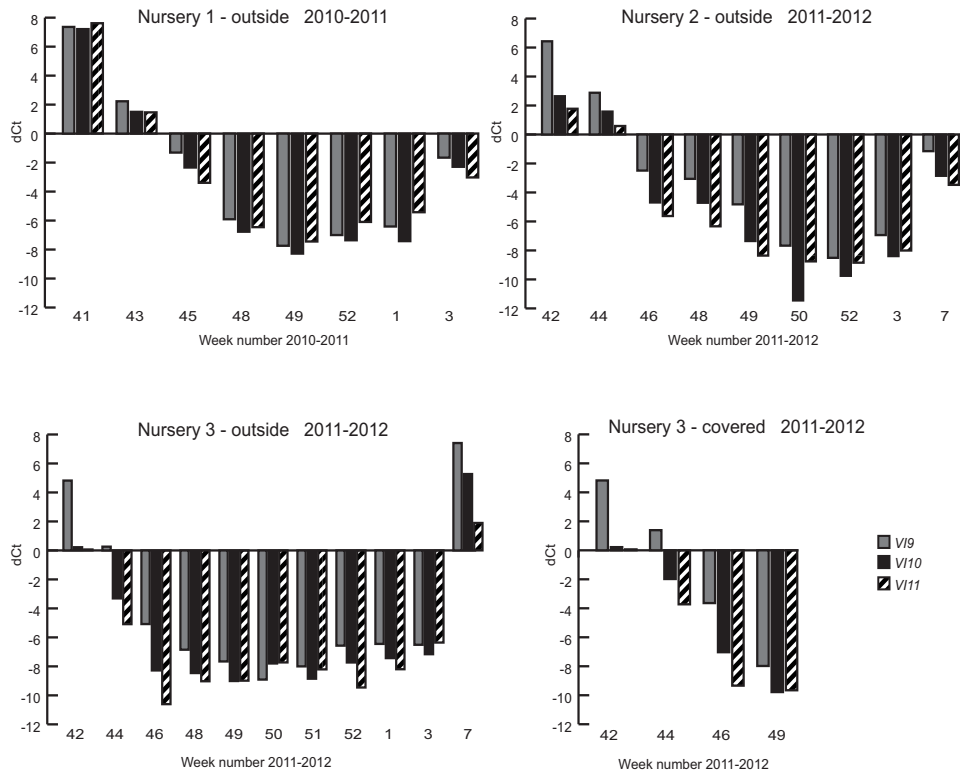 Nursery 1 - outside 2010-2011
8
6
4
2
0
-2
-4
-6
-8
-10
-12
dCt
41 43 45 48 49 52 1 3
Week number 2010-2011
Nursery 2 - outside 2011-2012
8
6
4
2
0
-2
-4
-6
-8
-10
-12
dCt
42 44 46 48 49 50 52 3 7
Week number 2011-2012
Nursery 3 - outside 2011-2012
8
6
4
2
0
-2
-4
-6
-8
-10
-12
dCt
42 44 46 48 49 50 51 52 1 3 7
Week number 2011-2012
Nursery 3 - covered 2011-2012
8
6
4
2
0
-2
-4
-6
-8
-10
-12
dCt
42 44 46 49
Week number 2011-2012
VI9
VI10
VI11